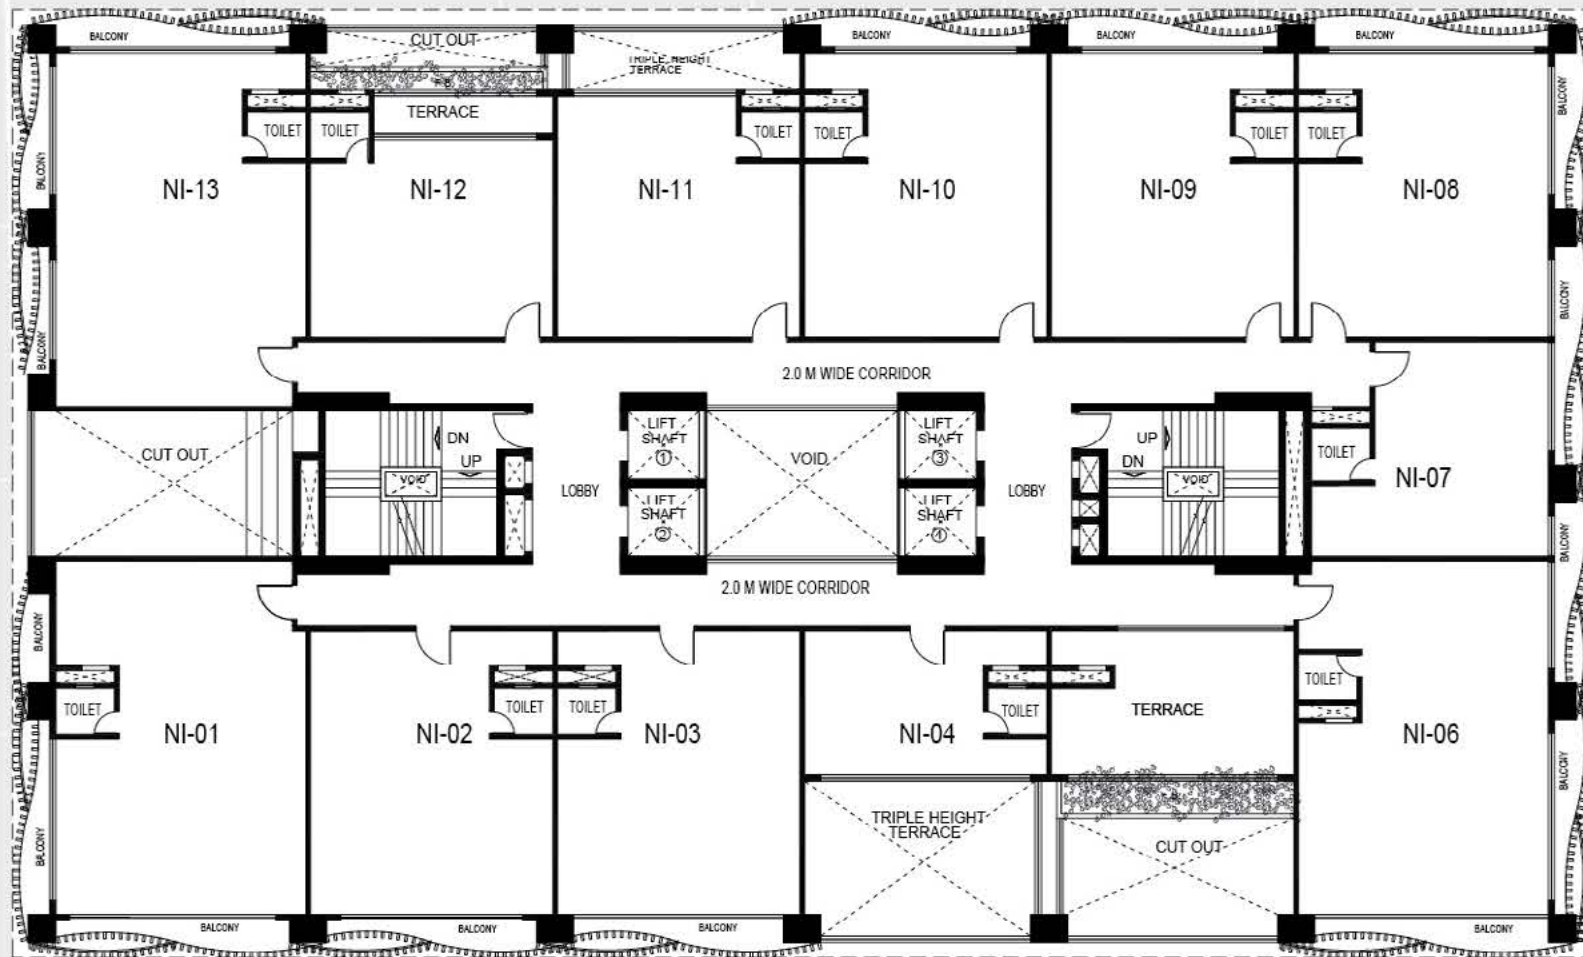 BALCONY
CUT OUT
BALCONY
BALCONY
BALCONY
TRIPLE HEIGHT
TERRACE
F.B.
TERRACE
BALCONY
TOILET
TOILET
TOILET
TOILET
TOILET
TOILET
BALCONY
NI-13
NI-12
NI-11
NI-10
NI-09
NI-08
BALCONY
BALCONY
2.0 M WIDE CORRIDOR
CUT OUT
DN
UP
VOID
LOBBY
LIFT
SHAFT
1
LIFT
SHAFT
2
VOID
LIFT
SHAFT
3
LIFT
SHAFT
LOBBY
UP
DN
VOID
TOILET
NI-07
BALCONY
2.0 M WIDE CORRIDOR
BALCONY
TOILET
NI-01
NI-02
TOILET
TOILET
NI-03
NI-04
TOILET
TERRACE
TOILET
NI-06
BALCONY
BALCONY
TRIPLE HEIGHT
TERRACE
CUT OUT
BALCONY
BALCONY
BALCONY
BALCONY